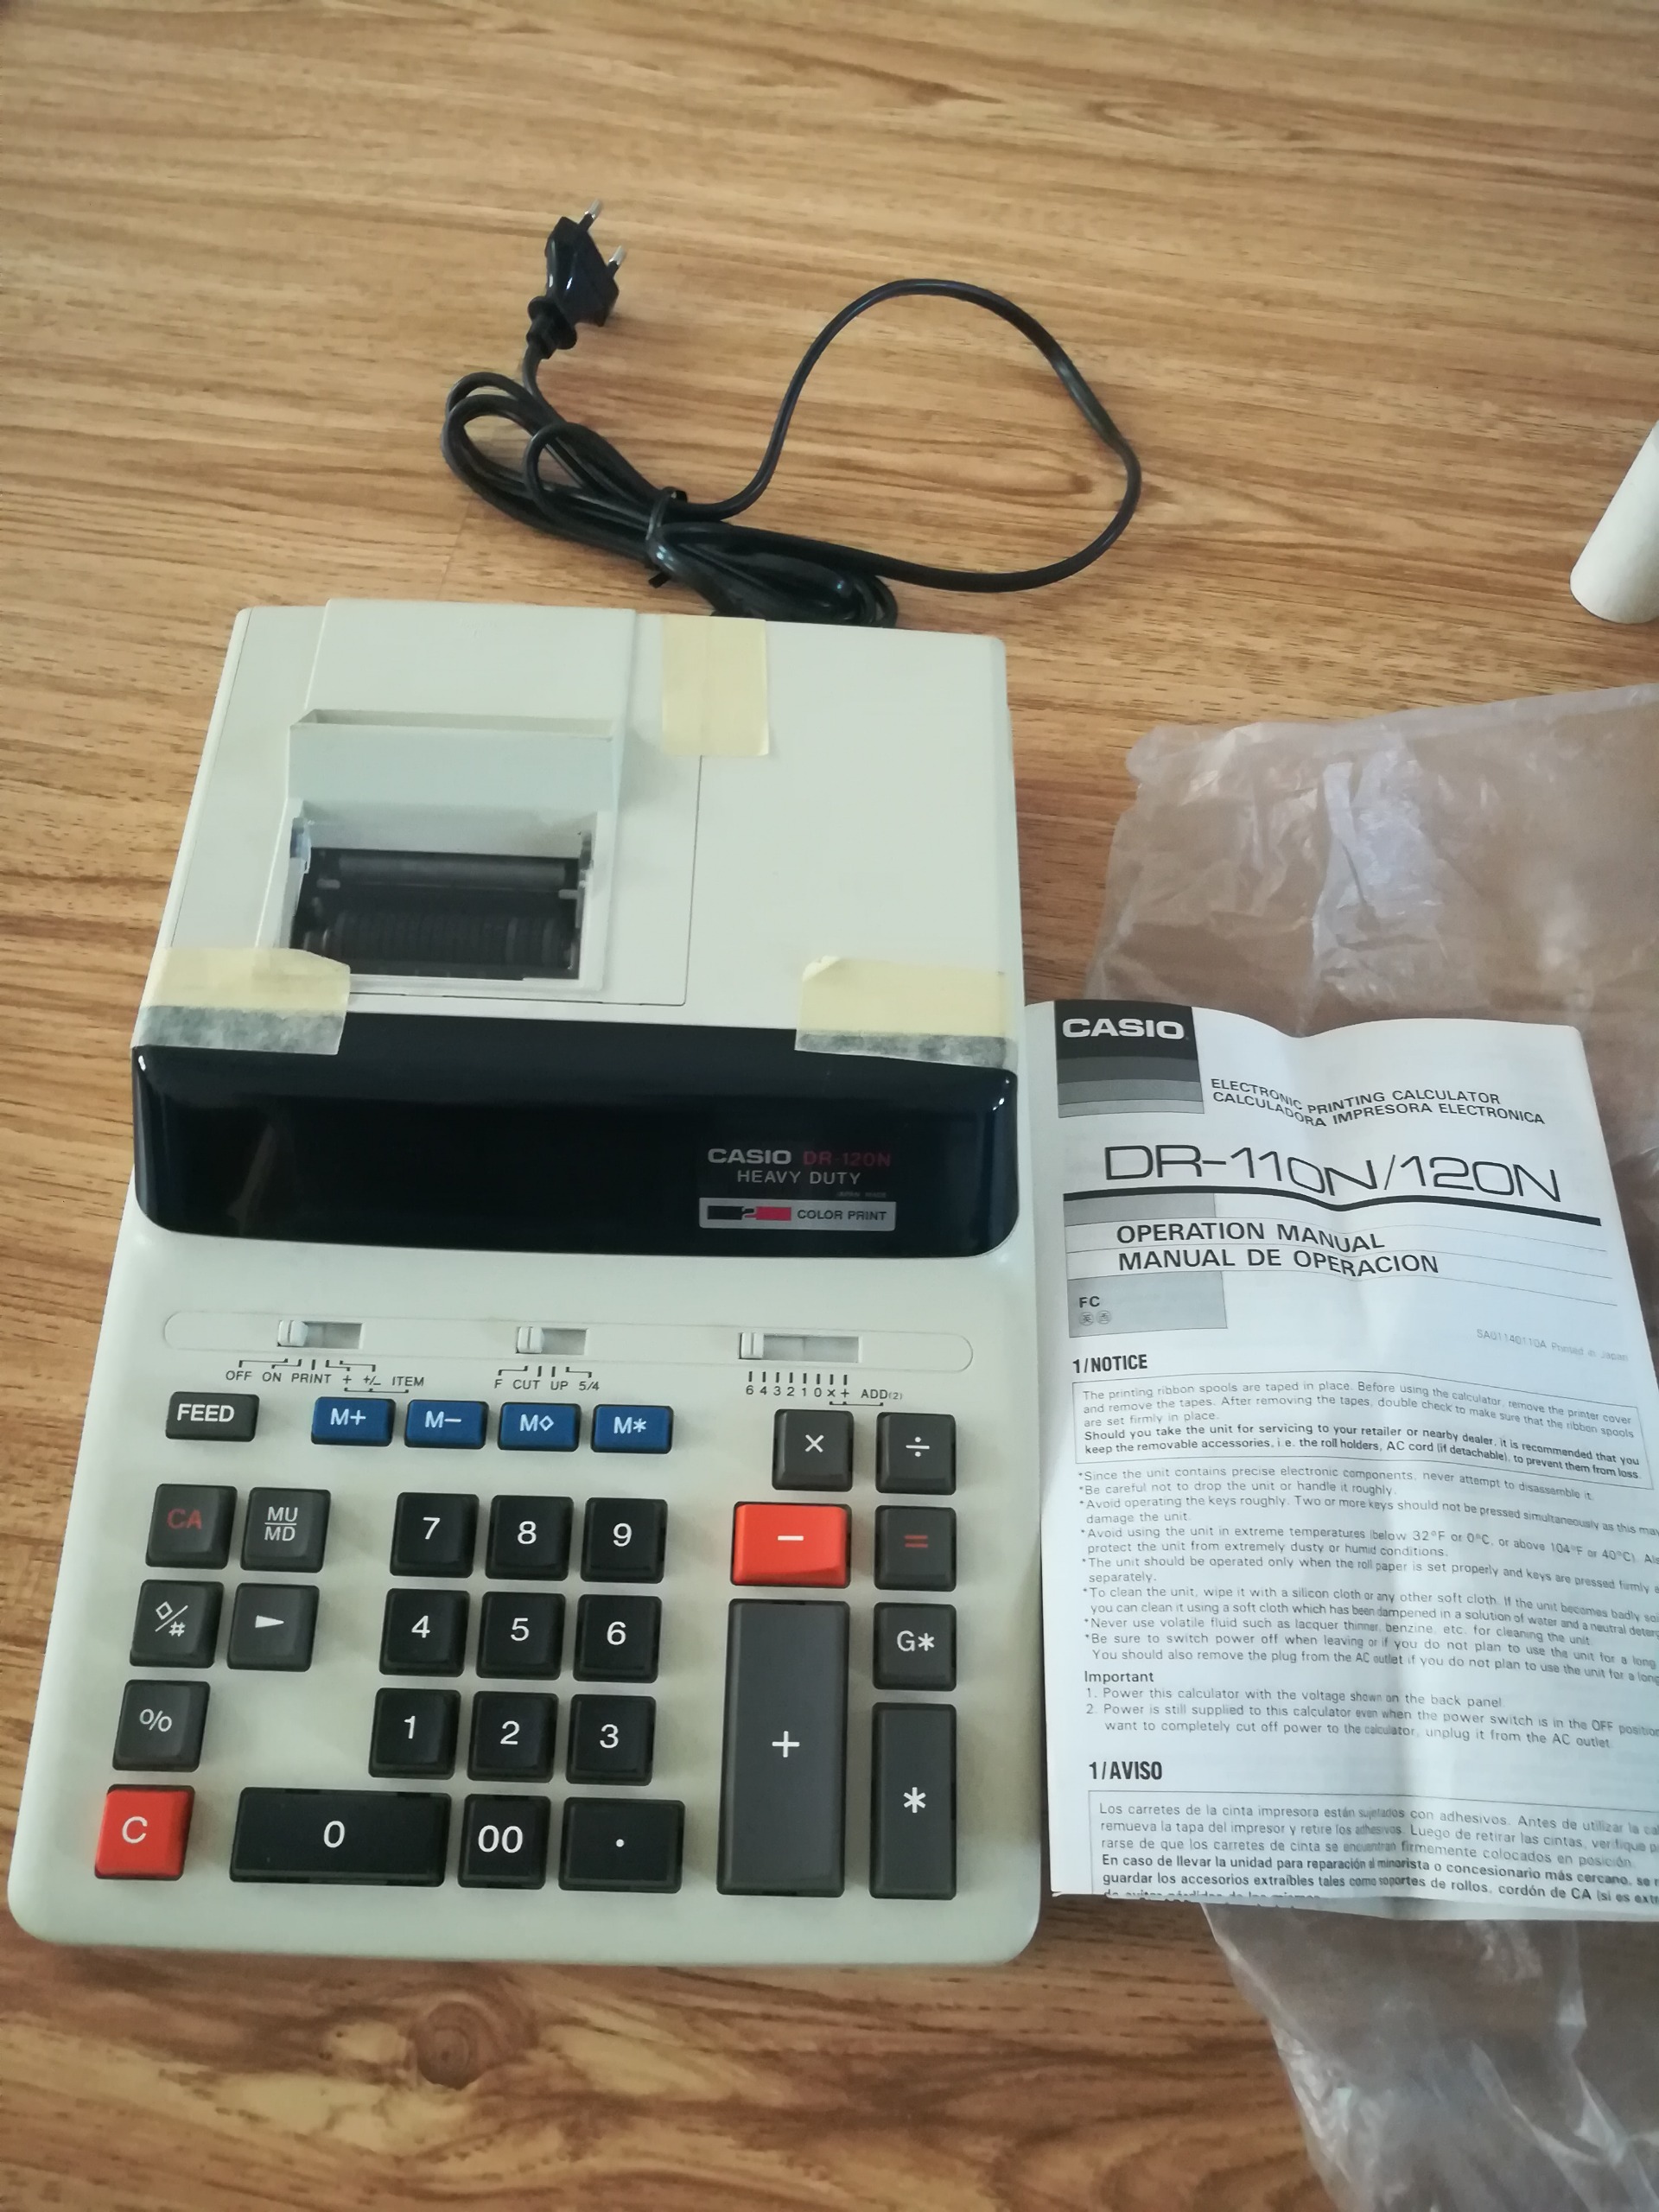 CASIO DR-120N
HEAVY DUTY
2 COLOR PRINT
OFF ON PRINT + +/− ITEM
F CUT UP 5/4
6 4 3 2 1 0 × + ADD(2)
FEED M+ M− M◇ M* × ÷
CA MU/MD 7 8 9 − =
◇/# ► 4 5 6 + G*
% 1 2 3 *
C 0 00 .
CASIO
ELECTRONIC PRINTING CALCULATOR
CALCULADORA IMPRESORA ELECTRONICA
DR-110N/120N
OPERATION MANUAL
MANUAL DE OPERACION
FC
英 西
SA01140110A Printed in Japan
1/NOTICE
The printing ribbon spools are taped in place. Before using the calculator, remove the printer cover
and remove the tapes. After removing the tapes, double check to make sure that the ribbon spools
are set firmly in place.
Should you take the unit for servicing to your retailer or nearby dealer, it is recommended that you
keep the removable accessories, i.e. the roll holders, AC cord (if detachable), to prevent them from loss.
*Since the unit contains precise electronic components, never attempt to disassemble it.
*Be careful not to drop the unit or handle it roughly.
*Avoid operating the keys roughly. Two or more keys should not be pressed simultaneously as this may
damage the unit.
*Avoid using the unit in extreme temperatures (below 32°F or 0°C, or above 104°F or 40°C).
protect the unit from extremely dusty or humid conditions.
*The unit should be operated only when the roll paper is set properly and keys are pressed firmly
separately.
*To clean the unit, wipe it with a silicon cloth or any other soft cloth. If the unit becomes badly
you can clean it using a soft cloth which has been dampened in a solution of water and a neutral
*Never use volatile fluid such as lacquer thinner, benzine, etc. for cleaning the unit.
*Be sure to switch power off when leaving or if you do not plan to use the unit for a long
You should also remove the plug from the AC outlet if you do not plan to use the unit for a long
Important
1. Power this calculator with the voltage shown on the back panel.
2. Power is still supplied to this calculator even when the power switch is in the OFF
want to completely cut off power to the calculator, unplug it from the AC outlet.
1/AVISO
Los carretes de la cinta impresora están sujetados con adhesivos. Antes de utilizar la
remueva la tapa del impresor y retire los adhesivos. Luego de retirar las cintas, verifique
rarse de que los carretes de cinta se encuentran firmemente colocados en posición.
En caso de llevar la unidad para reparación al minorista o concesionario más cercano, se
guardar los accesorios extraíbles tales como soportes de rollos, cordón de CA (si es